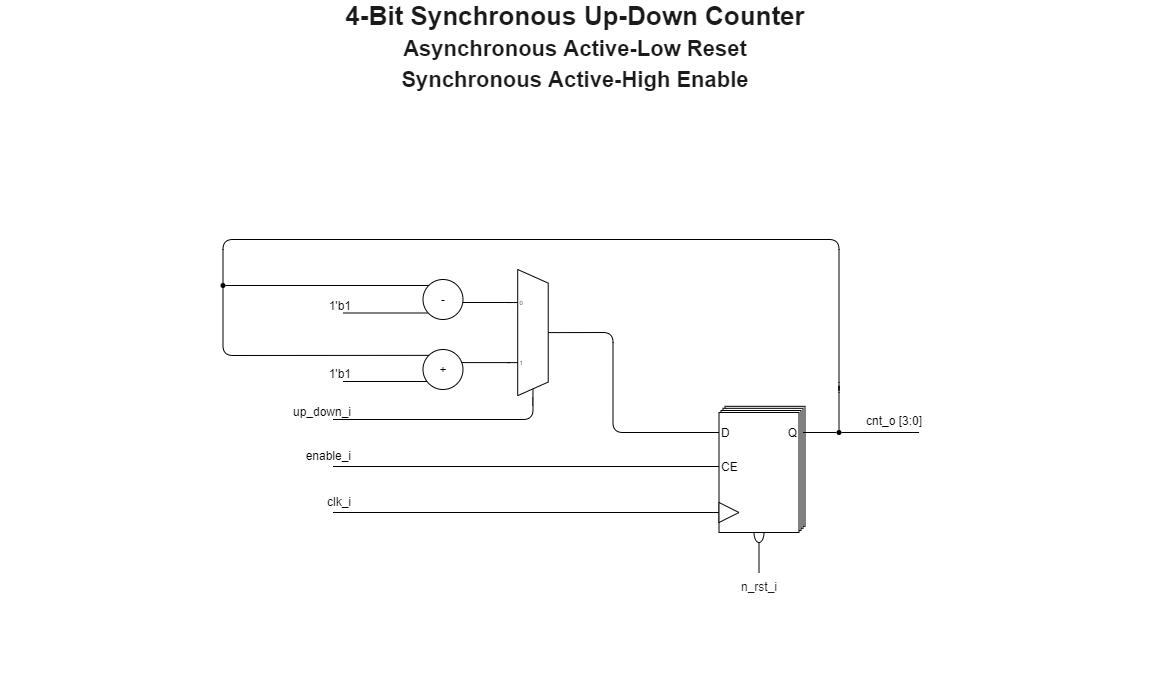 4-Bit Synchronous Up-Down Counter
Asynchronous Active-Low Reset
Synchronous Active-High Enable
1'b1
-
0
1'b1
+
1
up_down_i
enable_i
clk_i
D
Q
CE
cnt_o [3:0]
n_rst_i